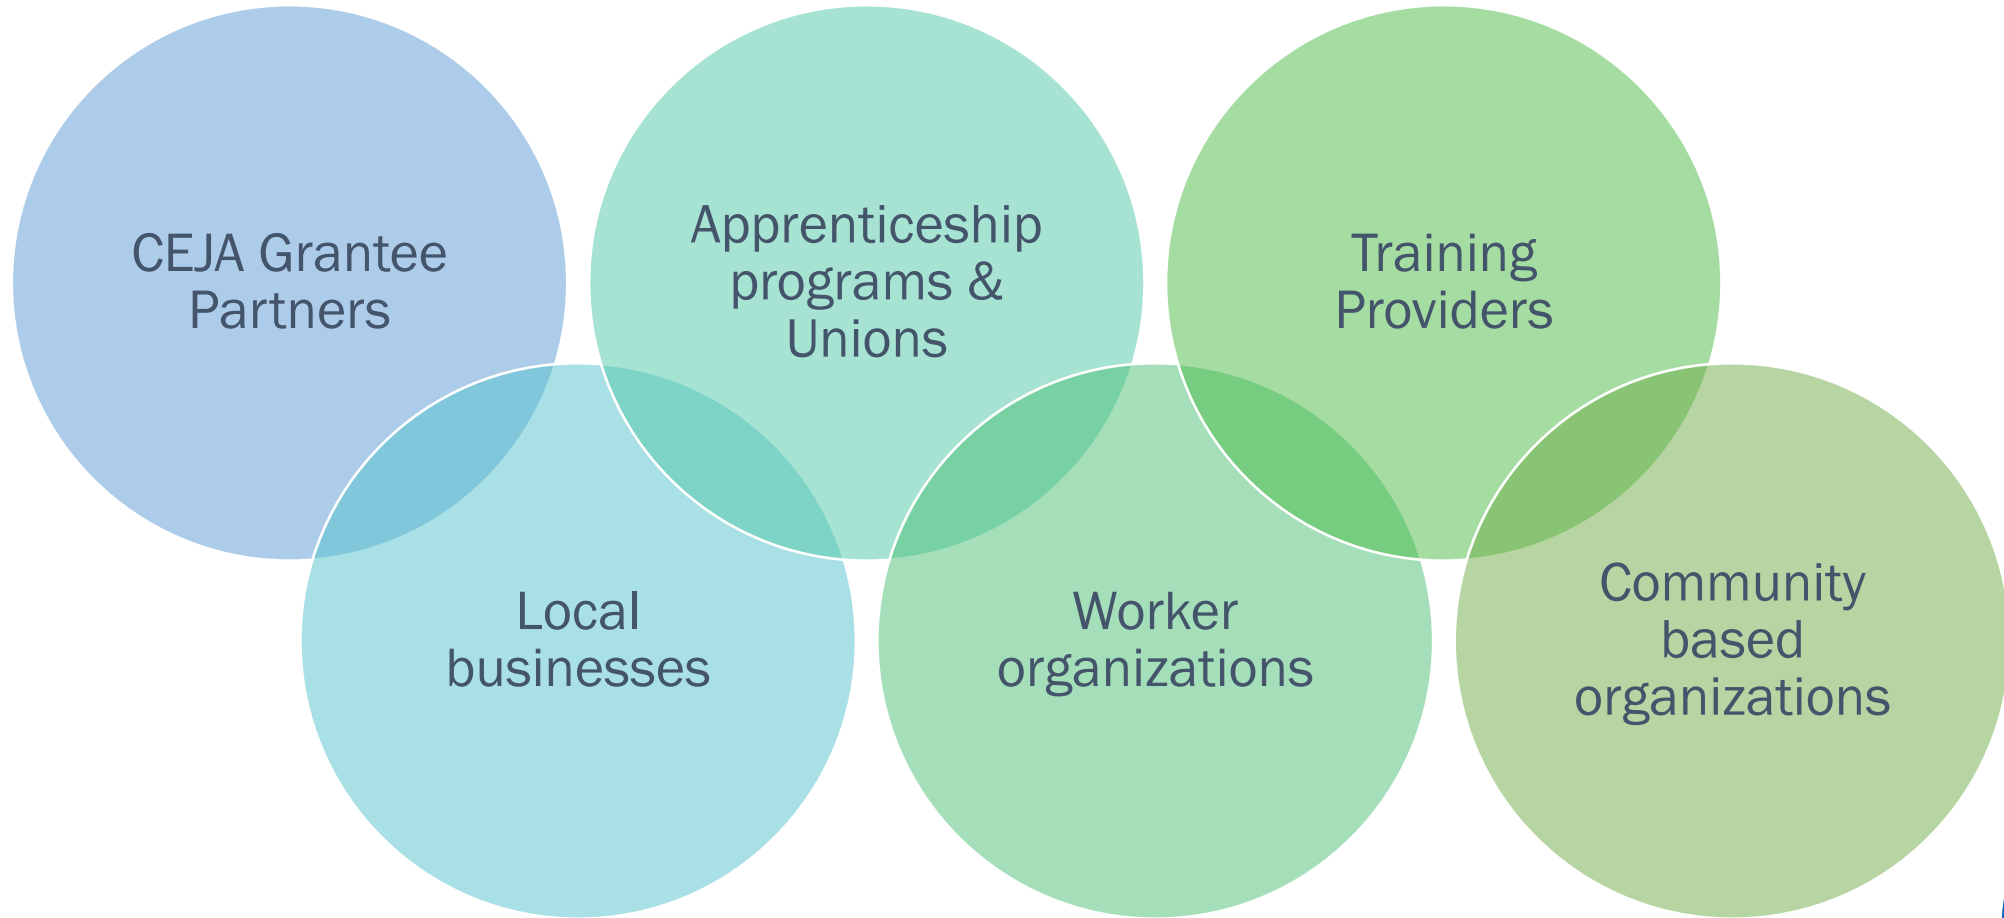 CEJA Grantee
Partners
Apprenticeship
programs &
Unions
Training
Providers
Local
businesses
Worker
organizations
Community
based
organizations